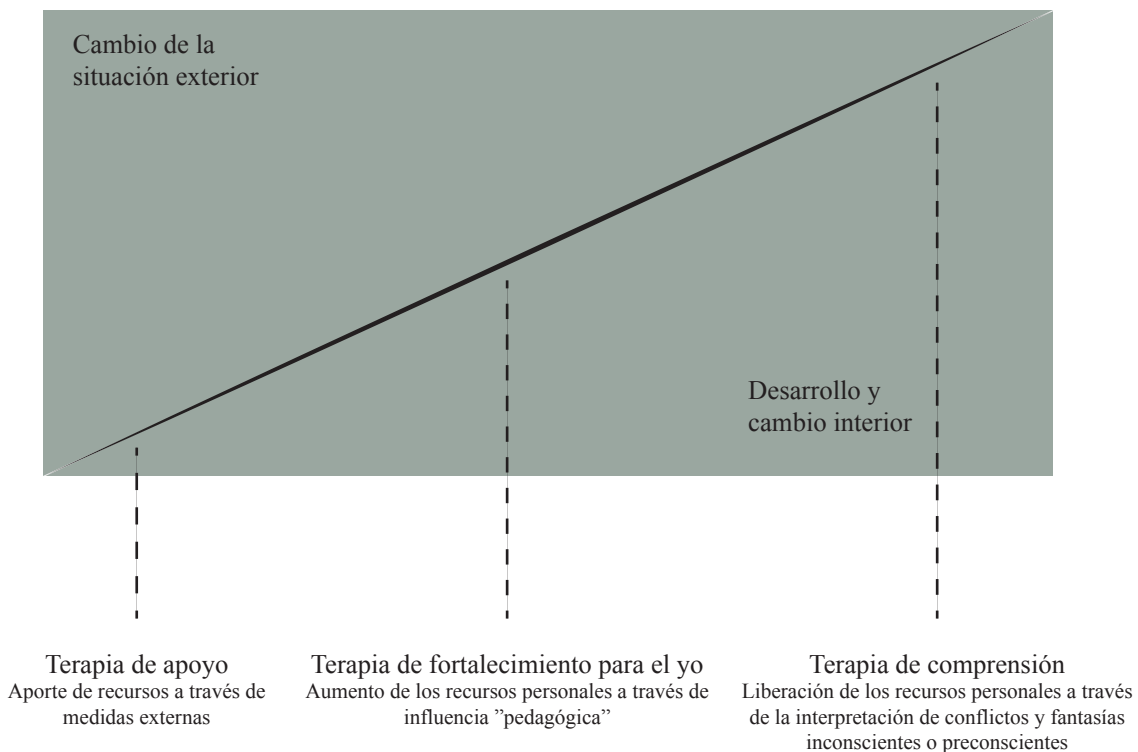 Cambio de la
situación exterior
Desarrollo y
cambio interior
Terapia de apoyo
Aporte de recursos a través de
medidas externas
Terapia de fortalecimiento para el yo
Aumento de los recursos personales a través de
influencia ”pedagógica”
Terapia de comprensión
Liberación de los recursos personales a través
de la interpretación de conflictos y fantasías
inconscientes o preconscientes